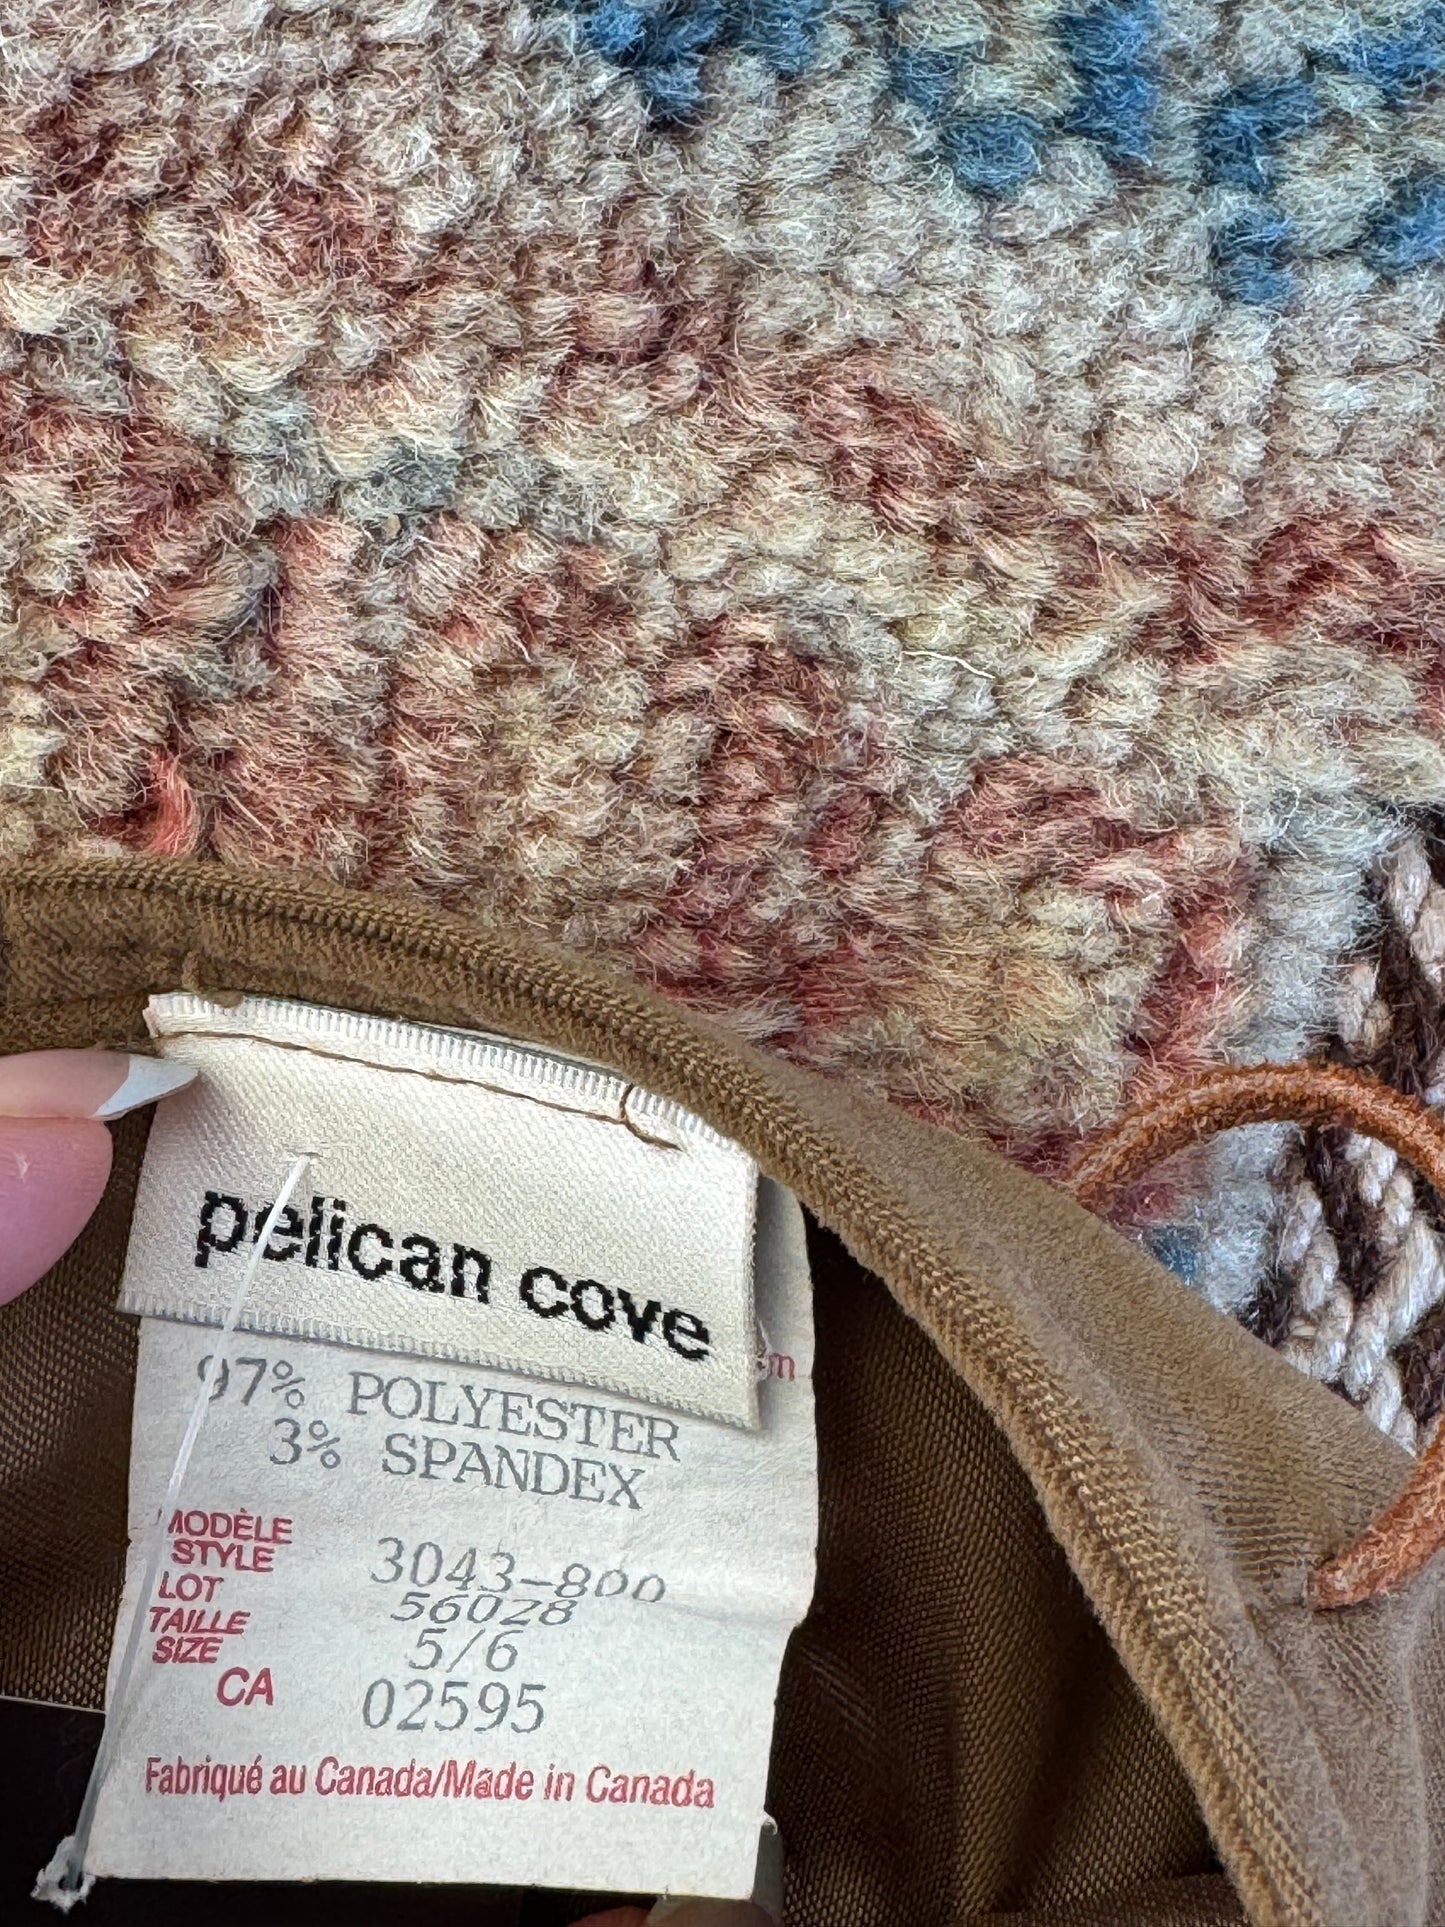 pelican cove
m
97% POLYESTER
3% SPANDEX
MODÈLE
STYLE 3043-800
LOT 56028
TAILLE
SIZE 5/6
CA 02595
Fabriqué au Canada/Made in Canada